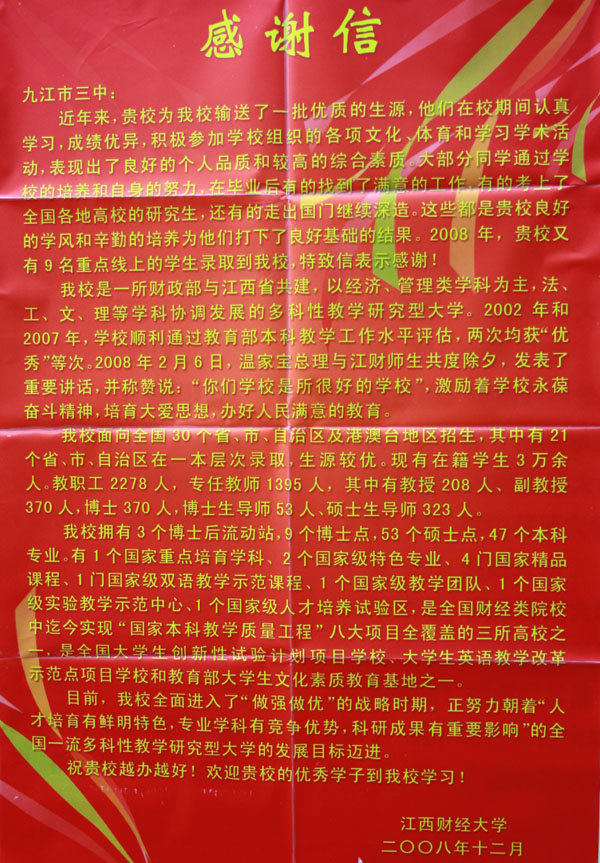 感谢信
九江市三中：
近年来，贵校为我校输送了一批优质的生源，他们在校期间认真
学习，成绩优异，积极参加学校组织的各项文化、体育和学习学术活
动，表现出了良好的个人品质和较高的综合素质。大部分同学通过学
校的培养和自身的努力，在毕业后有的找到了满意的工作，有的考上了
全国各地高校的研究生，还有的走出国门继续深造。这些都是贵校良好
的学风和辛勤的培养为他们打下了良好基础的结果。2008 年，贵校又
有 9 名重点线上的学生录取到我校，特致信表示感谢！
我校是一所财政部与江西省共建，以经济、管理类学科为主，法、
工、文、理等学科协调发展的多科性教学研究型大学。2002 年和
2007 年，学校顺利通过教育部本科教学工作水平评估，两次均获“优
秀”等次。2008 年 2 月 6 日，温家宝总理与江财师生共度除夕，发表了
重要讲话，并称赞说：“你们学校是所很好的学校”，激励着学校永葆
奋斗精神，培育大爱思想，办好人民满意的教育。
我校面向全国 30 个省、市、自治区及港澳台地区招生，其中有 21
个省、市、自治区在一本层次录取，生源较优。现有在籍学生 3 万余
人。教职工 2278 人，专任教师 1395 人，其中有教授 208 人、副教授
370 人，博士 370 人，博士生导师 53 人、硕士生导师 323 人。
我校拥有 3 个博士后流动站，9 个博士点，53 个硕士点，47 个本科
专业。有 1 个国家重点培育学科、2 个国家级特色专业、4 门国家精品
课程、1 门国家级双语教学示范课程、1 个国家级教学团队、1 个国家
级实验教学示范中心、1 个国家级人才培养试验区，是全国财经类院校
中迄今实现“国家本科教学质量工程”八大项目全覆盖的三所高校之
一，是全国大学生创新性试验计划项目学校、大学生英语教学改革
示范点项目学校和教育部大学生文化素质教育基地之一。
目前，我校全面进入了“做强做优”的战略时期，正努力朝着“人
才培育有鲜明特色，专业学科有竞争优势，科研成果有重要影响”的全
国一流多科性教学研究型大学的发展目标迈进。
祝贵校越办越好！欢迎贵校的优秀学子到我校学习！
江西财经大学
二〇〇八年十二月